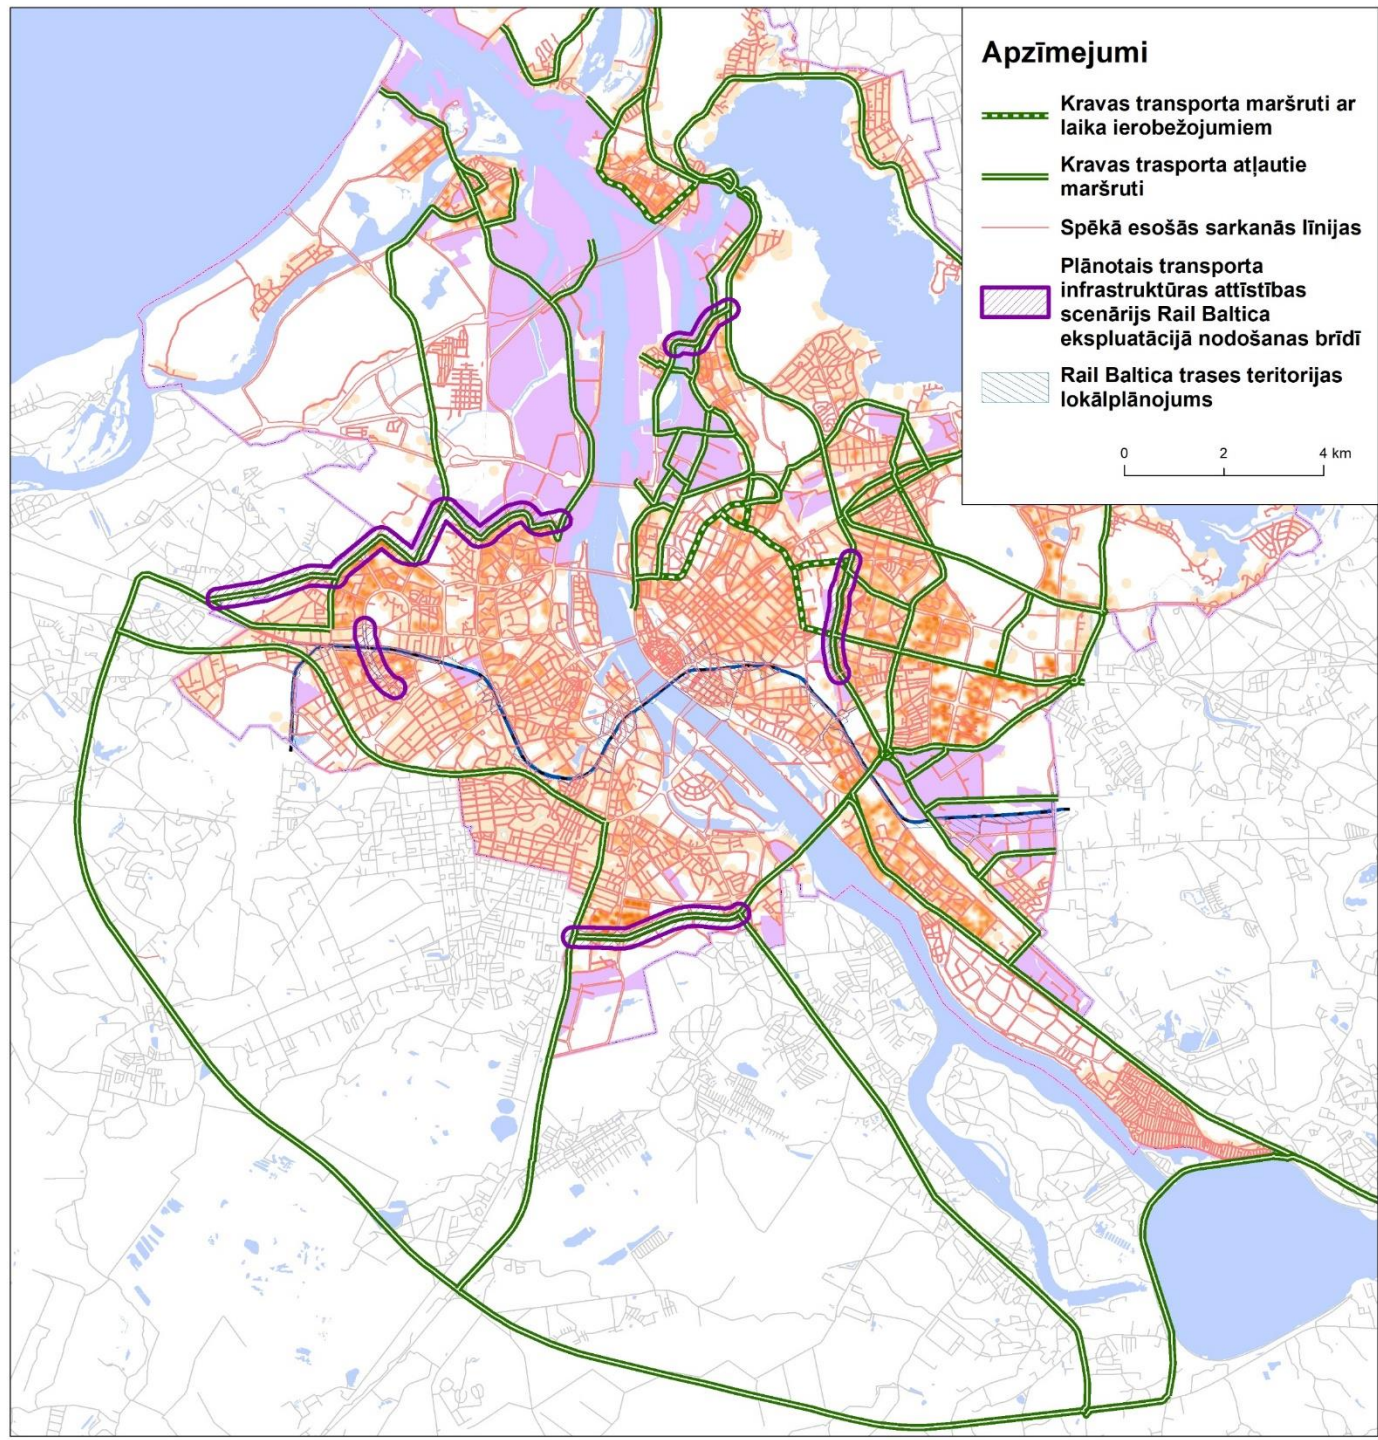 Apzīmejumi
Kravas transporta maršruti ar
laika ierobežojumiem
Kravas trasporta atļautie
maršruti
Spēkā esošās sarkanās līnijas
Plānotais transporta
infrastruktūras attīstības
scenārijs Rail Baltica
ekspluatācijā nodošanas brīdī
Rail Baltica trases teritorijas
lokālplānojums
0 2 4 km